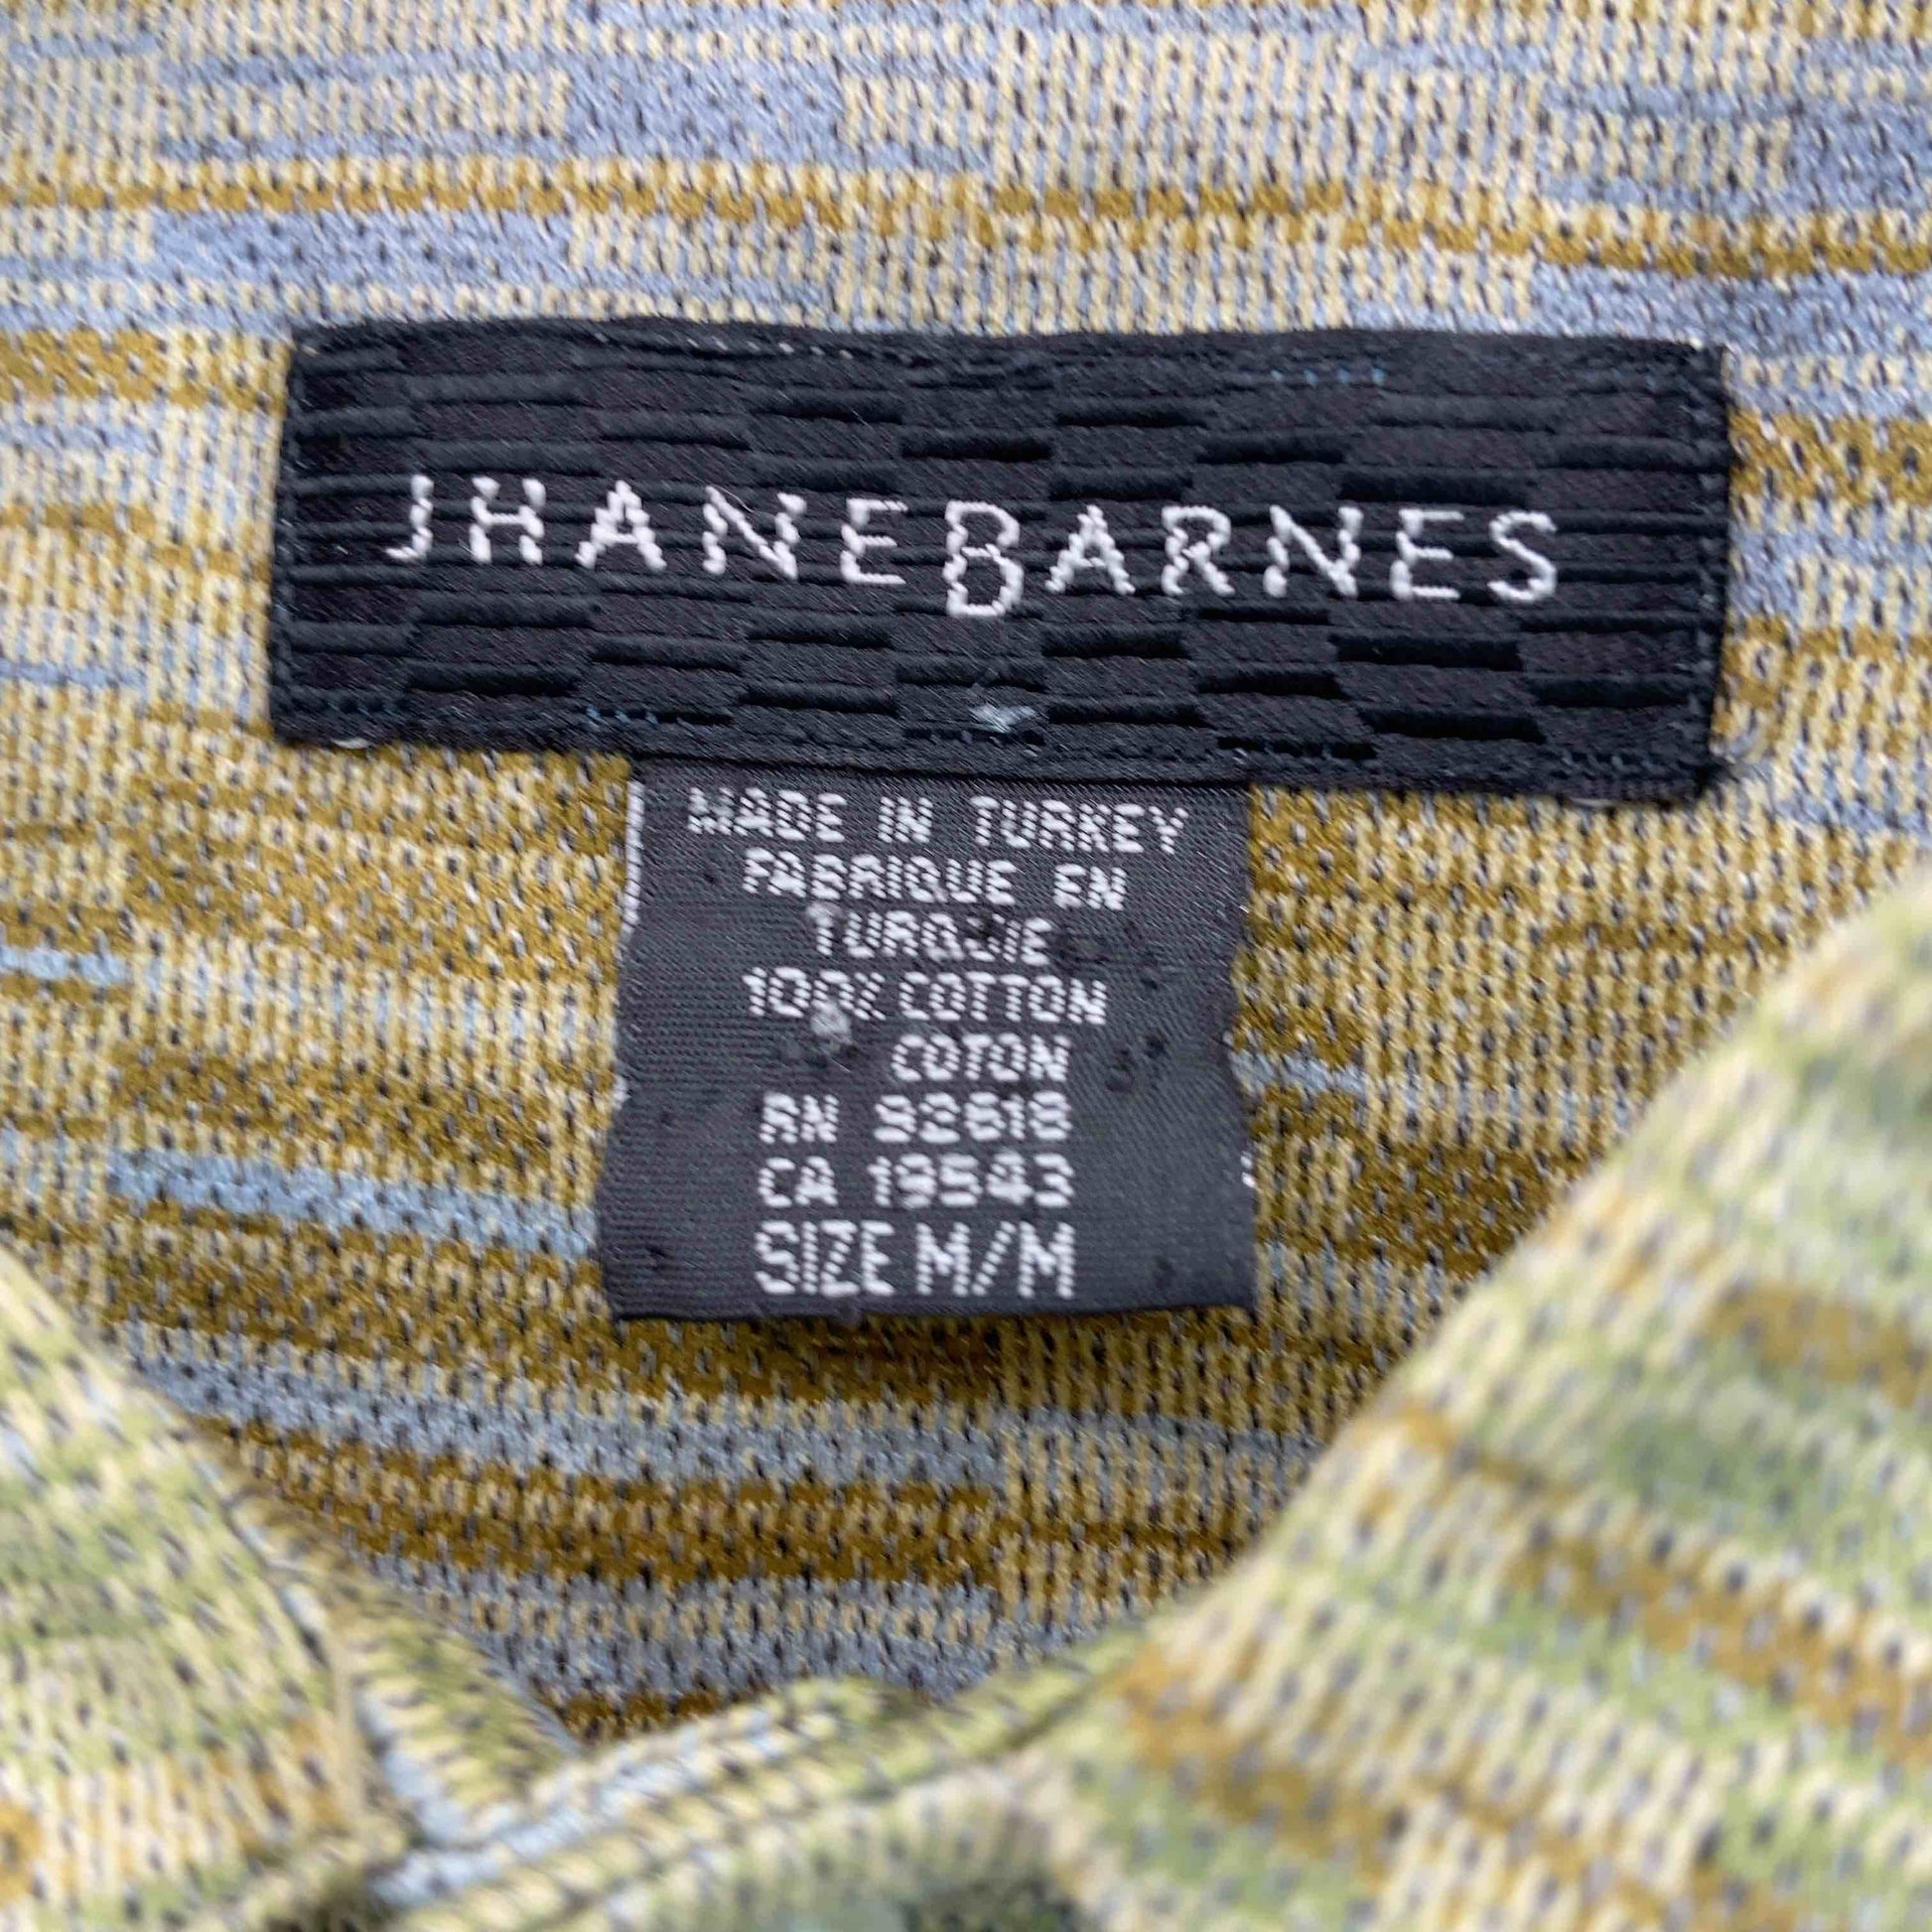 JHANE BARNES
MADE IN TURKEY
FABRIQUE EN
TURQUIE
100% COTTON
COTON
RN 92618
CA 19543
SIZE M/M